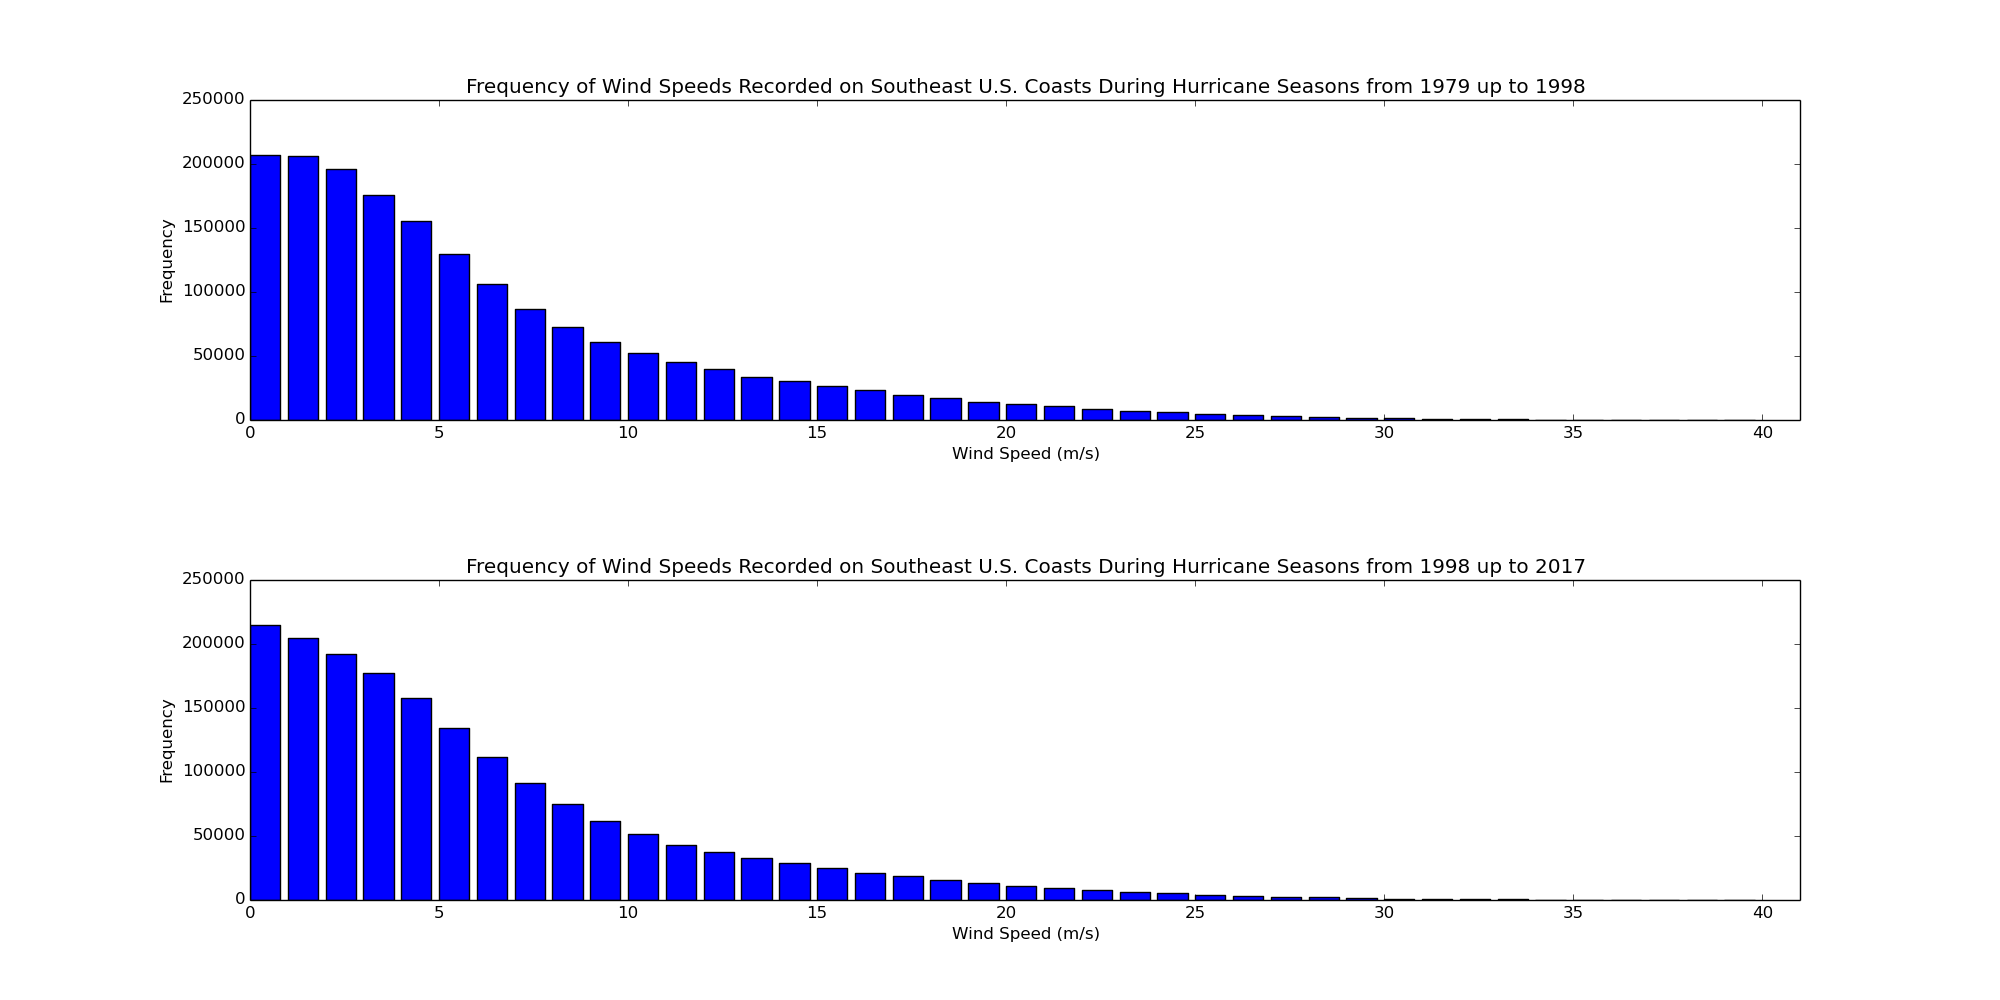 Frequency of Wind Speeds Recorded on Southeast U.S. Coasts During Hurricane Seasons from 1979 up to 1998
250000
200000
150000
100000
50000
0
Frequency
0 5 10 15 20 25 30 35 40
Wind Speed (m/s)
Frequency of Wind Speeds Recorded on Southeast U.S. Coasts During Hurricane Seasons from 1998 up to 2017
250000
200000
150000
100000
50000
0
Frequency
0 5 10 15 20 25 30 35 40
Wind Speed (m/s)